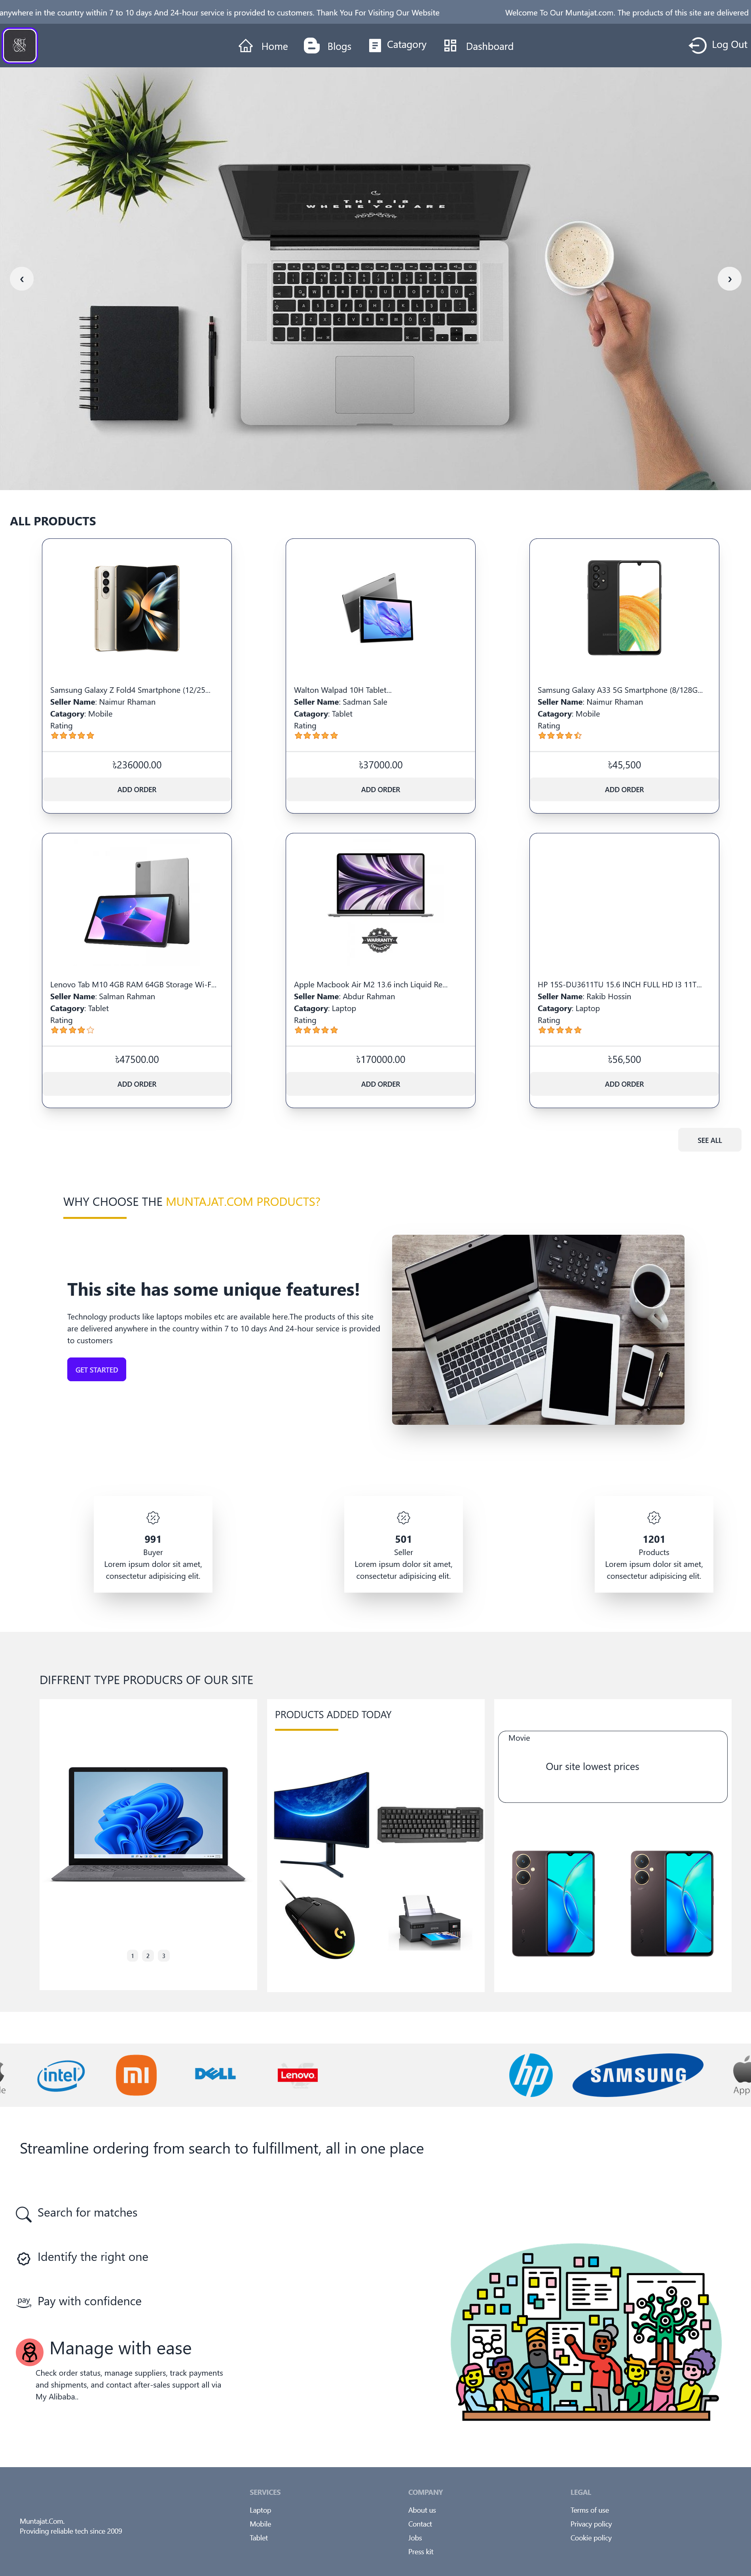 anywhere in the country within 7 to 10 days And 24-hour service is provided to customers. Thank You For Visiting Our Website Welcome To Our Muntajat.com. The products of this site are delivered
Home Blogs Catagory Dashboard Log Out
THIS IS
WHERE YOU ARE
‹ ›
ALL PRODUCTS
Samsung Galaxy Z Fold4 Smartphone (12/25...
Seller Name: Naimur Rhaman
Catagory: Mobile
Rating
৳236000.00
ADD ORDER
Walton Walpad 10H Tablet...
Seller Name: Sadman Sale
Catagory: Tablet
Rating
৳37000.00
ADD ORDER
Samsung Galaxy A33 5G Smartphone (8/128G...
Seller Name: Naimur Rhaman
Catagory: Mobile
Rating
৳45,500
ADD ORDER
Lenovo Tab M10 4GB RAM 64GB Storage Wi-F...
Seller Name: Salman Rahman
Catagory: Tablet
Rating
৳47500.00
ADD ORDER
WARRANTY
Apple Macbook Air M2 13.6 inch Liquid Re...
Seller Name: Abdur Rahman
Catagory: Laptop
Rating
৳170000.00
ADD ORDER
HP 15S-DU3611TU 15.6 INCH FULL HD I3 11T...
Seller Name: Rakib Hossin
Catagory: Laptop
Rating
৳56,500
ADD ORDER
SEE ALL
WHY CHOOSE THE MUNTAJAT.COM PRODUCTS?
This site has some unique features!
Technology products like laptops mobiles etc are available here.The products of this site
are delivered anywhere in the country within 7 to 10 days And 24-hour service is provided
to customers
GET STARTED
991
Buyer
Lorem ipsum dolor sit amet,
consectetur adipisicing elit.
501
Seller
Lorem ipsum dolor sit amet,
consectetur adipisicing elit.
1201
Products
Lorem ipsum dolor sit amet,
consectetur adipisicing elit.
DIFFRENT TYPE PRODUCRS OF OUR SITE
1 2 3
PRODUCTS ADDED TODAY
Movie
Our site lowest prices
le intel mi DELL Lenovo hp SAMSUNG App
Streamline ordering from search to fulfillment, all in one place
Search for matches
Identify the right one
pay Pay with confidence
Manage with ease
Check order status, manage suppliers, track payments
and shipments, and contact after-sales support all via
My Alibaba..
Muntajat.Com.
Providing reliable tech since 2009
SERVICES
Laptop
Mobile
Tablet
COMPANY
About us
Contact
Jobs
Press kit
LEGAL
Terms of use
Privacy policy
Cookie policy